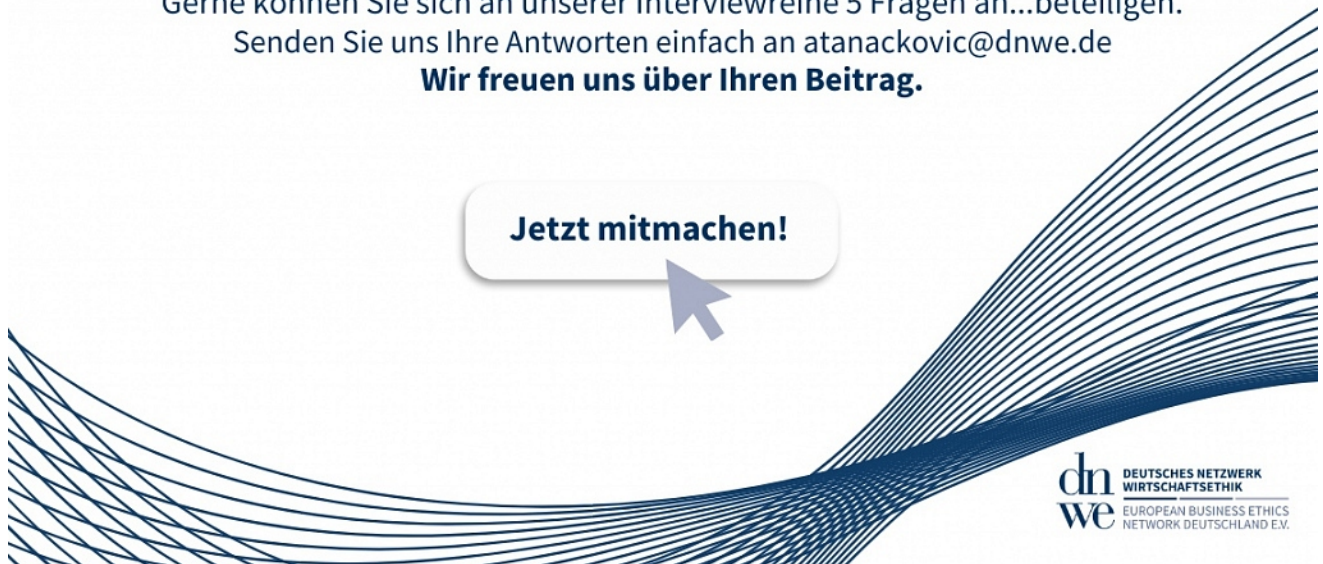 Gerne können Sie sich an unserer Interviewreihe 5 Fragen an...beteiligen.
Senden Sie uns Ihre Antworten einfach an atanackovic@dnwe.de
Wir freuen uns über Ihren Beitrag.
Jetzt mitmachen!
dn
we
DEUTSCHES NETZWERK
WIRTSCHAFTSETHIK
EUROPEAN BUSINESS ETHICS
NETWORK DEUTSCHLAND E.V.